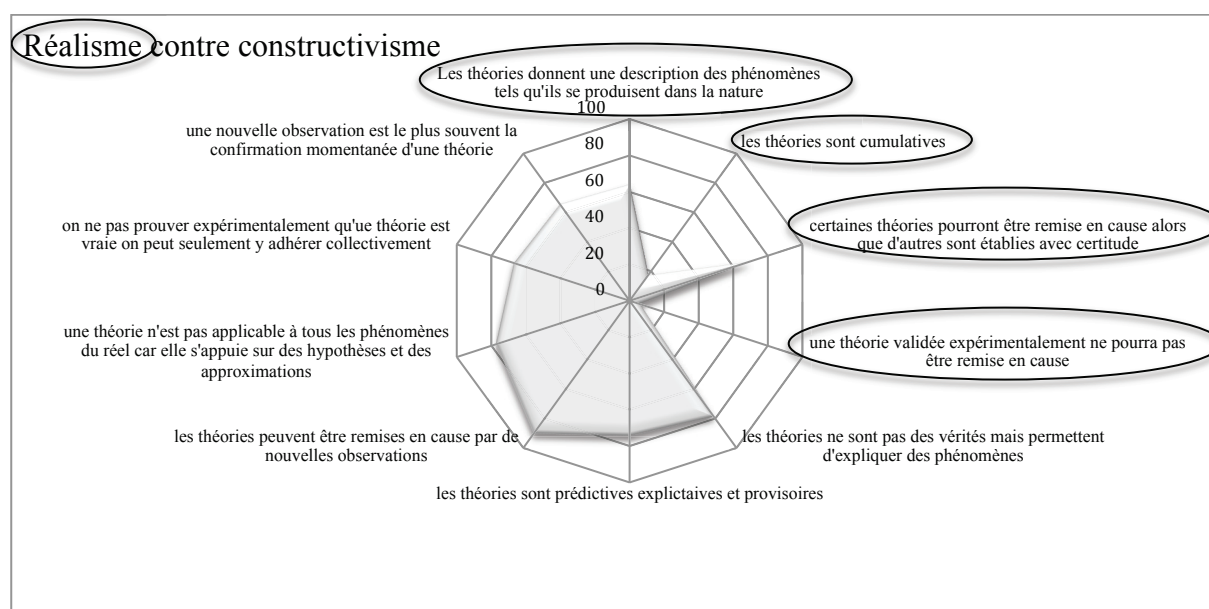 Réalisme contre constructivisme
Les théories donnent une description des phénomènes
tels qu'ils se produisent dans la nature
les théories sont cumulatives
certaines théories pourront être remise en cause alors
que d'autres sont établies avec certitude
une théorie validée expérimentalement ne pourra pas
être remise en cause
les théories ne sont pas des vérités mais permettent
d'expliquer des phénomènes
les théories sont prédictives explictaives et provisoires
les théories peuvent être remises en cause par de
nouvelles observations
une théorie n'est pas applicable à tous les phénomènes
du réel car elle s'appuie sur des hypothèses et des
approximations
on ne pas prouver expérimentalement qu'ue théorie est
vraie on peut seulement y adhérer collectivement
une nouvelle observation est le plus souvent la
confirmation momentanée d'une théorie
100
80
60
40
20
0